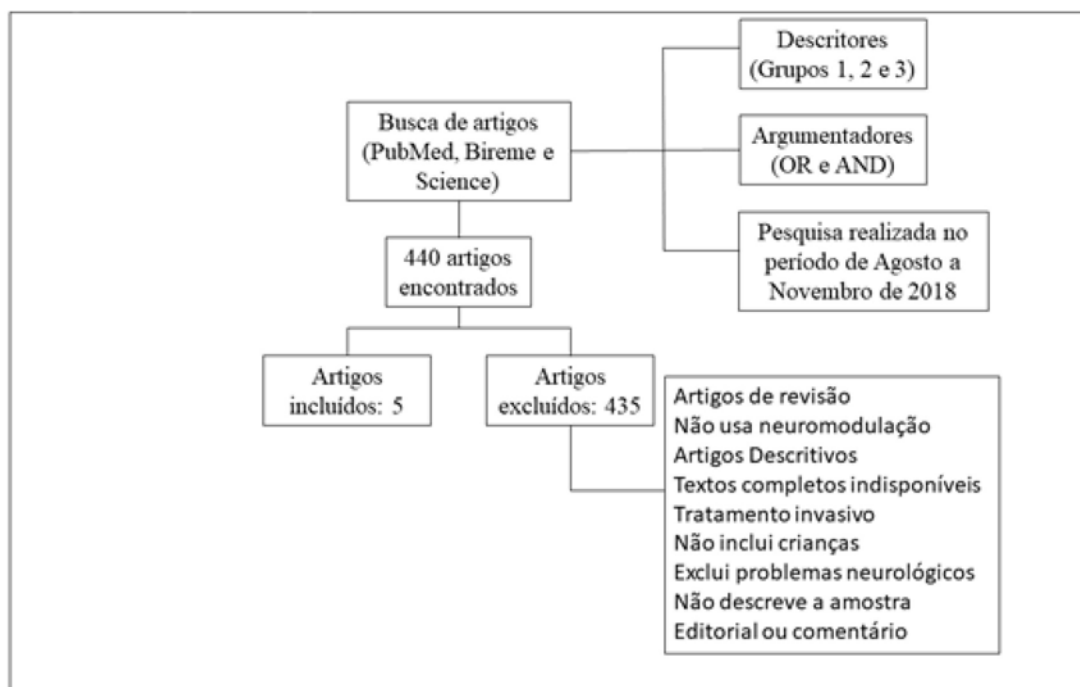 Descritores
(Grupos 1, 2 e 3)
Busca de artigos
(PubMed, Bireme e
Science)
Argumentadores
(OR e AND)
Pesquisa realizada no
período de Agosto a
Novembro de 2018
440 artigos
encontrados
Artigos
incluídos: 5
Artigos
excluídos: 435
Artigos de revisão
Não usa neuromodulação
Artigos Descritivos
Textos completos indisponíveis
Tratamento invasivo
Não inclui crianças
Exclui problemas neurológicos
Não descreve a amostra
Editorial ou comentário